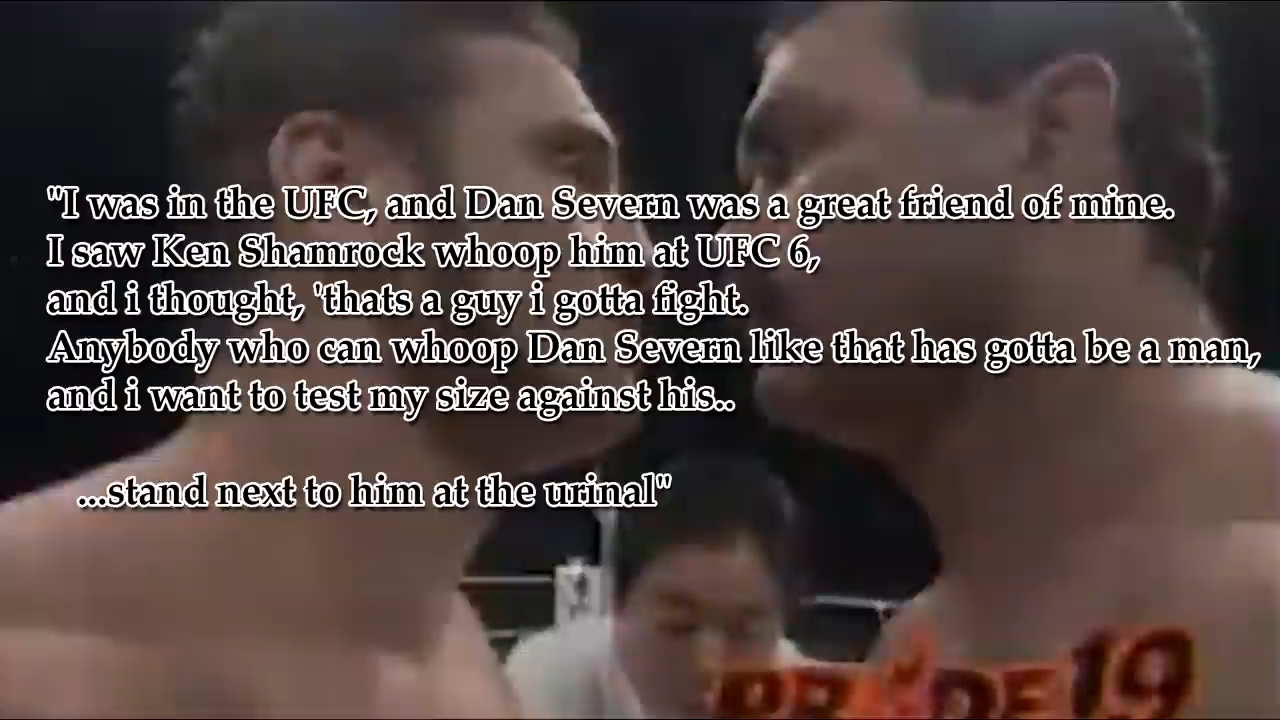 "I was in the UFC, and Dan Severn was a great friend of mine.
I saw Ken Shamrock whoop him at UFC 6,
and i thought, 'thats a guy i gotta fight.
Anybody who can whoop Dan Severn like that has gotta be a man,
and i want to test my size against his..
...stand next to him at the urinal"
PRIDE 19